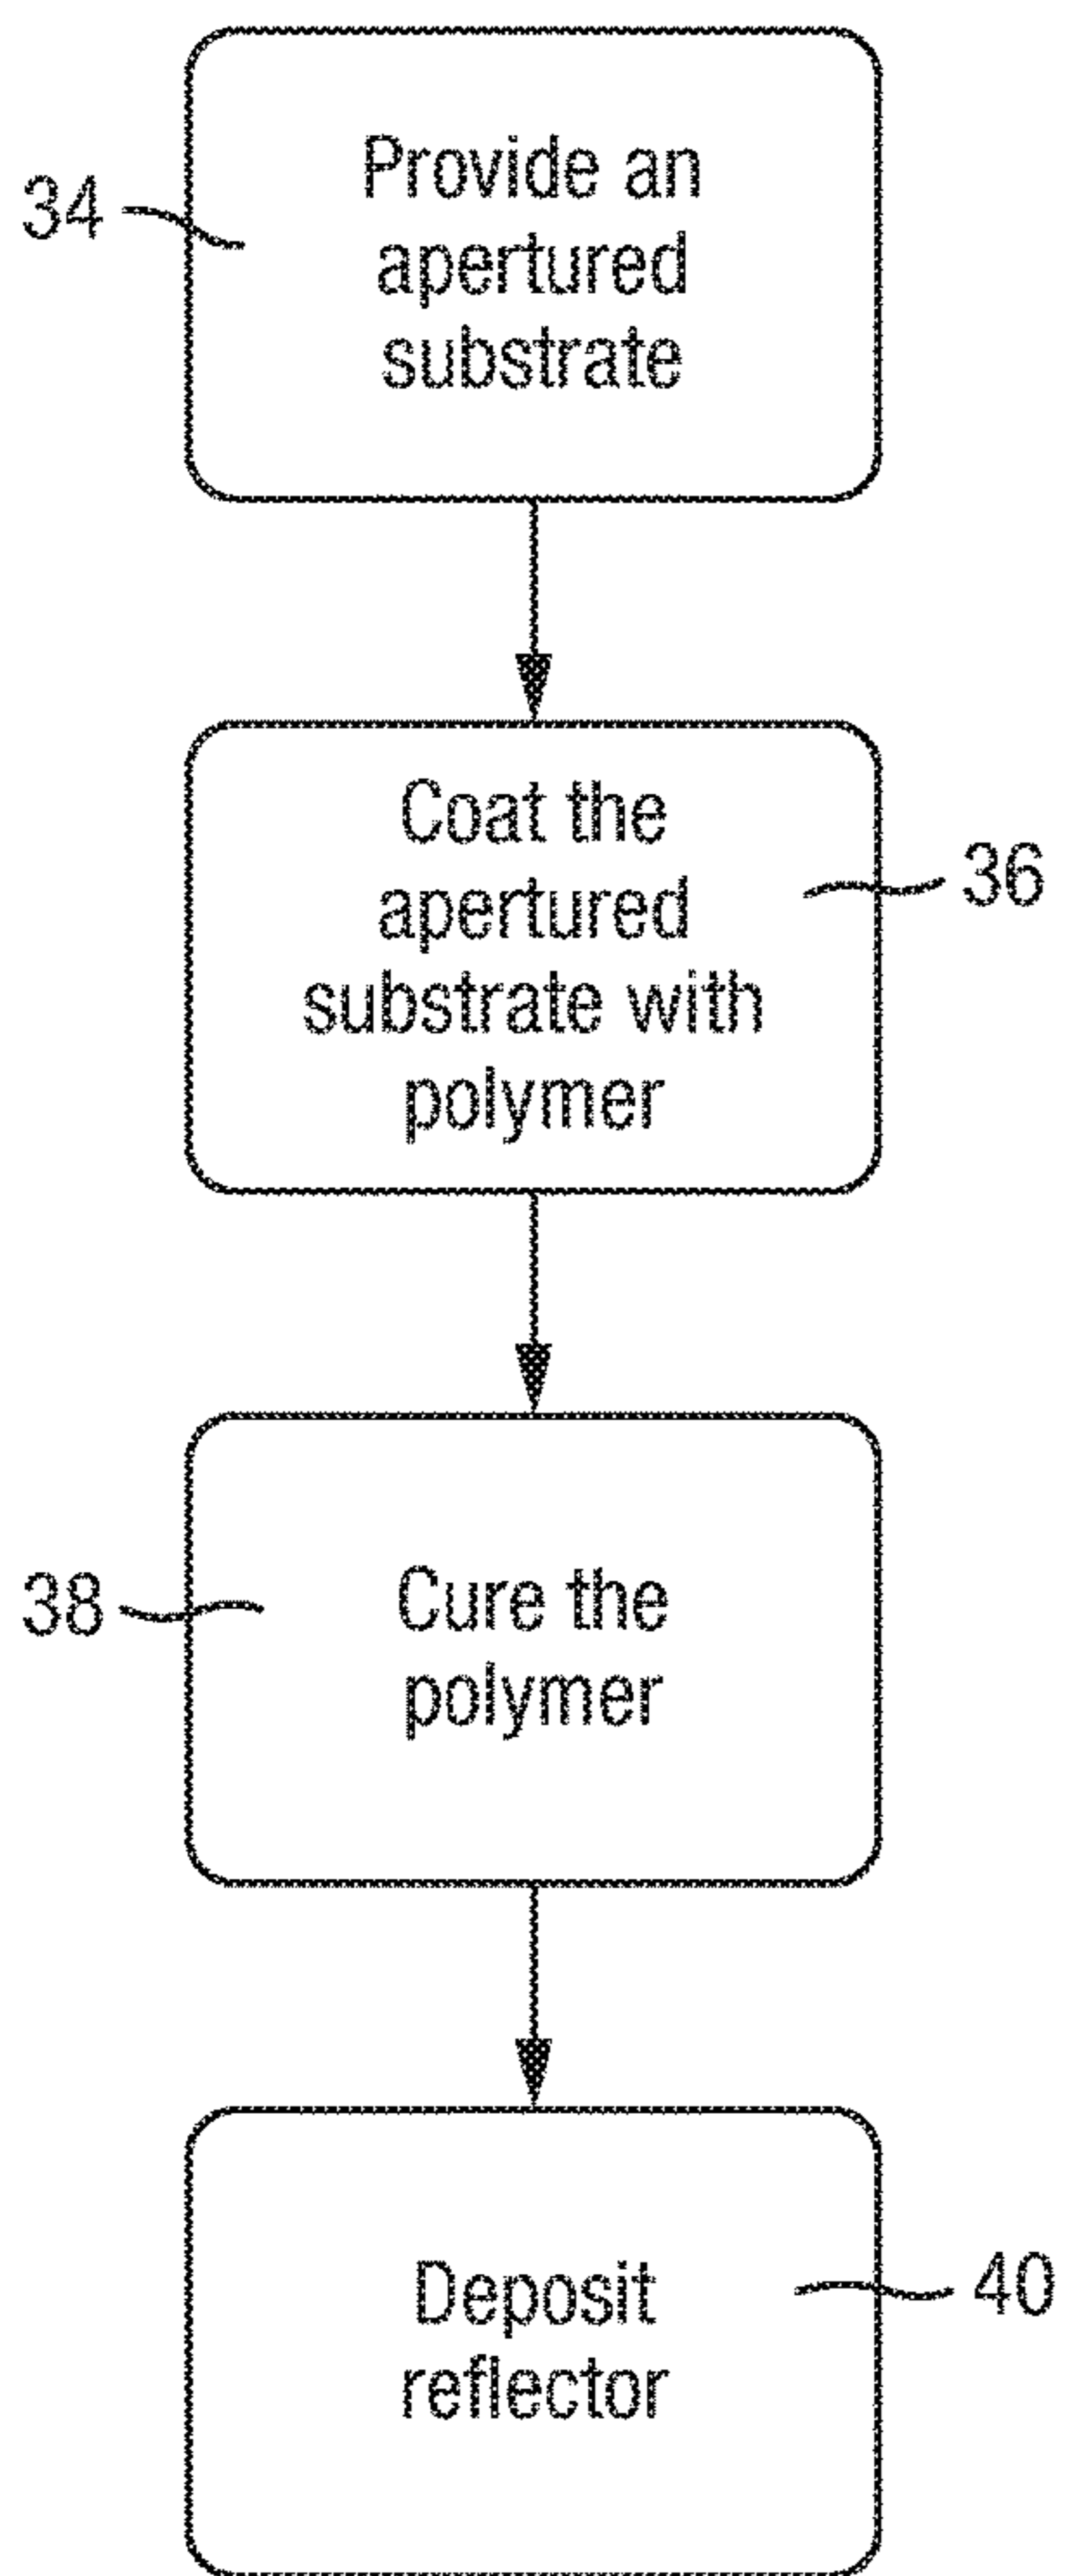 34
Provide an
apertured
substrate
Coat the
apertured
substrate with
polymer
36
38
Cure the
polymer
Deposit
reflector
40